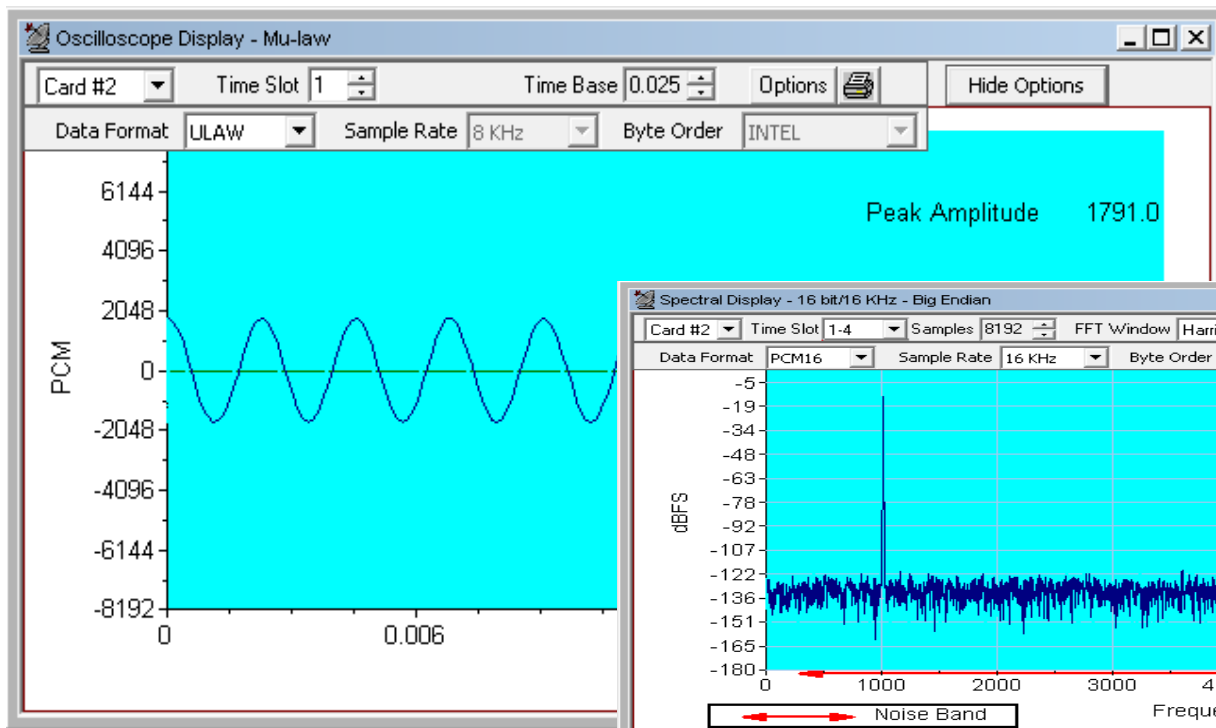 Oscilloscope Display - Mu-law
Card #2 Time Slot 1 Time Base 0.025 Options Hide Options
Data Format ULAW Sample Rate 8 KHz Byte Order INTEL
Peak Amplitude 1791.0
6144
4096
2048
0
-2048
-4096
-6144
-8192
PCM
0 0.006
Spectral Display - 16 bit/16 KHz - Big Endian
Card #2 Time Slot 1-4 Samples 8192 FFT Window Harri
Data Format PCM16 Sample Rate 16 KHz Byte Order
-5
-19
-34
-48
-63
-78
-92
-107
-122
-136
-151
-165
-180
dBFS
0 1000 2000 3000 4
Noise Band Freque